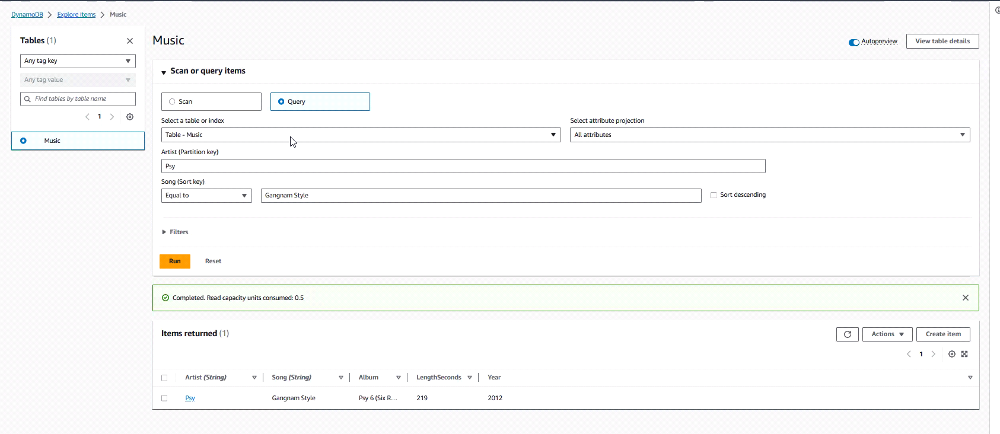 DynamoDB > Explore items > Music
Tables (1)
Any tag key
Any tag value
Find tables by table name
1
Music
Music
Autopreview
View table details
Scan or query items
Scan
Query
Select a table or index
Select attribute projection
Table - Music
All attributes
Artist (Partition key)
Psy
Song (Sort key)
Equal to
Gangnam Style
Sort descending
Filters
Run
Reset
Completed. Read capacity units consumed: 0.5
Items returned (1)
Actions
Create item
1
Artist (String)
Song (String)
Album
LengthSeconds
Year
Psy
Gangnam Style
Psy 6 (Six R...
219
2012